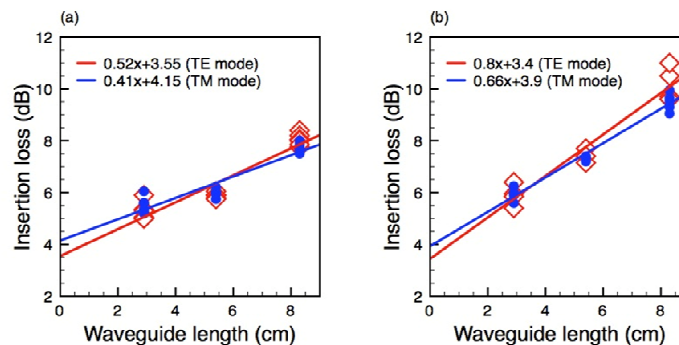 (a)
12
10
8
6
4
2
Insertion loss (dB)
0.52x+3.55 (TE mode)
0.41x+4.15 (TM mode)
0 2 4 6 8
Waveguide length (cm)
(b)
12
10
8
6
4
2
Insertion loss (dB)
0.8x+3.4 (TE mode)
0.66x+3.9 (TM mode)
0 2 4 6 8
Waveguide length (cm)